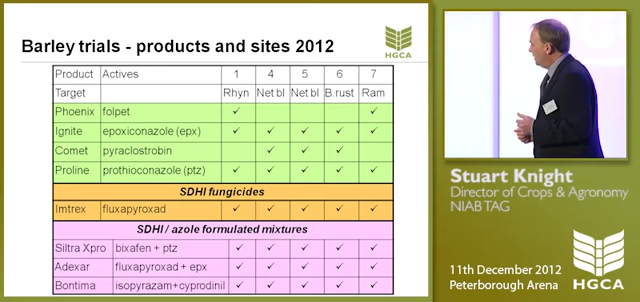 Barley trials - products and sites 2012
HGCA
Product Actives 1 4 5 6 7
Target Rhyn Net bl Net bl B.rust Ram
Phoenix folpet ✓ ✓
Ignite epoxiconazole (epx) ✓ ✓ ✓ ✓ ✓
Comet pyraclostrobin ✓ ✓ ✓
Proline prothioconazole (ptz) ✓ ✓ ✓ ✓ ✓
SDHI fungicides
Imtrex fluxapyroxad ✓ ✓ ✓ ✓ ✓
SDHI / azole formulated mixtures
Siltra Xpro bixafen + ptz ✓ ✓ ✓ ✓ ✓
Adexar fluxapyroxad + epx ✓ ✓ ✓ ✓ ✓
Bontima isopyrazam+cyprodinil ✓ ✓ ✓ ✓ ✓
Stuart Knight
Director of Crops & Agronomy
NIAB TAG
11th December 2012
Peterborough Arena
HGCA